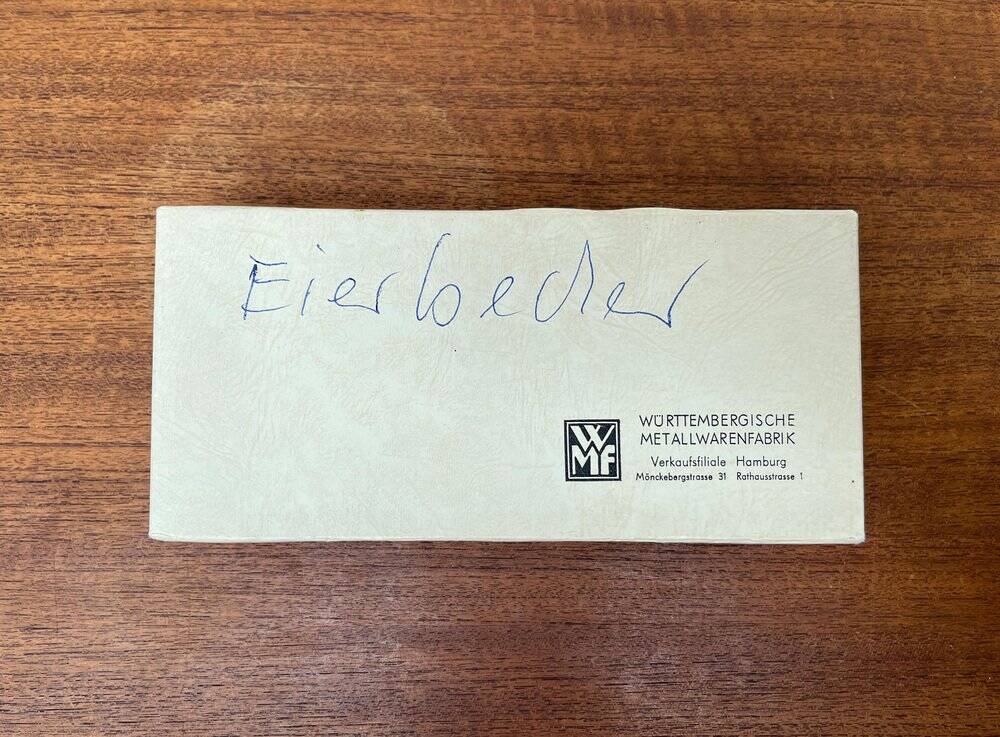 Eierbecher
WMF
WÜRTTEMBERGISCHE
METALLWARENFABRIK
Verkaufsfiliale Hamburg
Mönckebergstrasse 31 Rathausstrasse 1